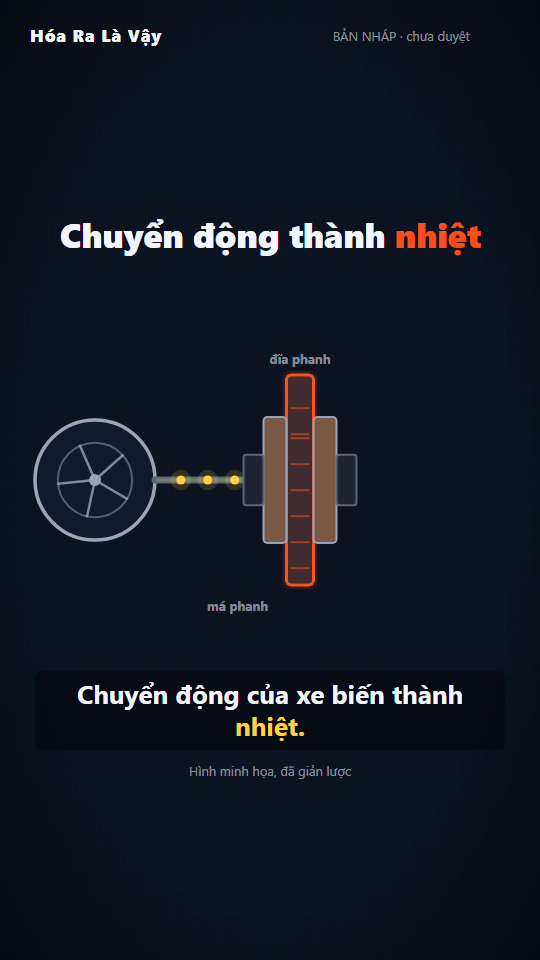 Hóa Ra Là Vậy
BẢN NHÁP · chưa duyệt
Chuyển động thành nhiệt
đĩa phanh
má phanh
Chuyển động của xe biến thành
nhiệt.
Hình minh họa, đã giản lược